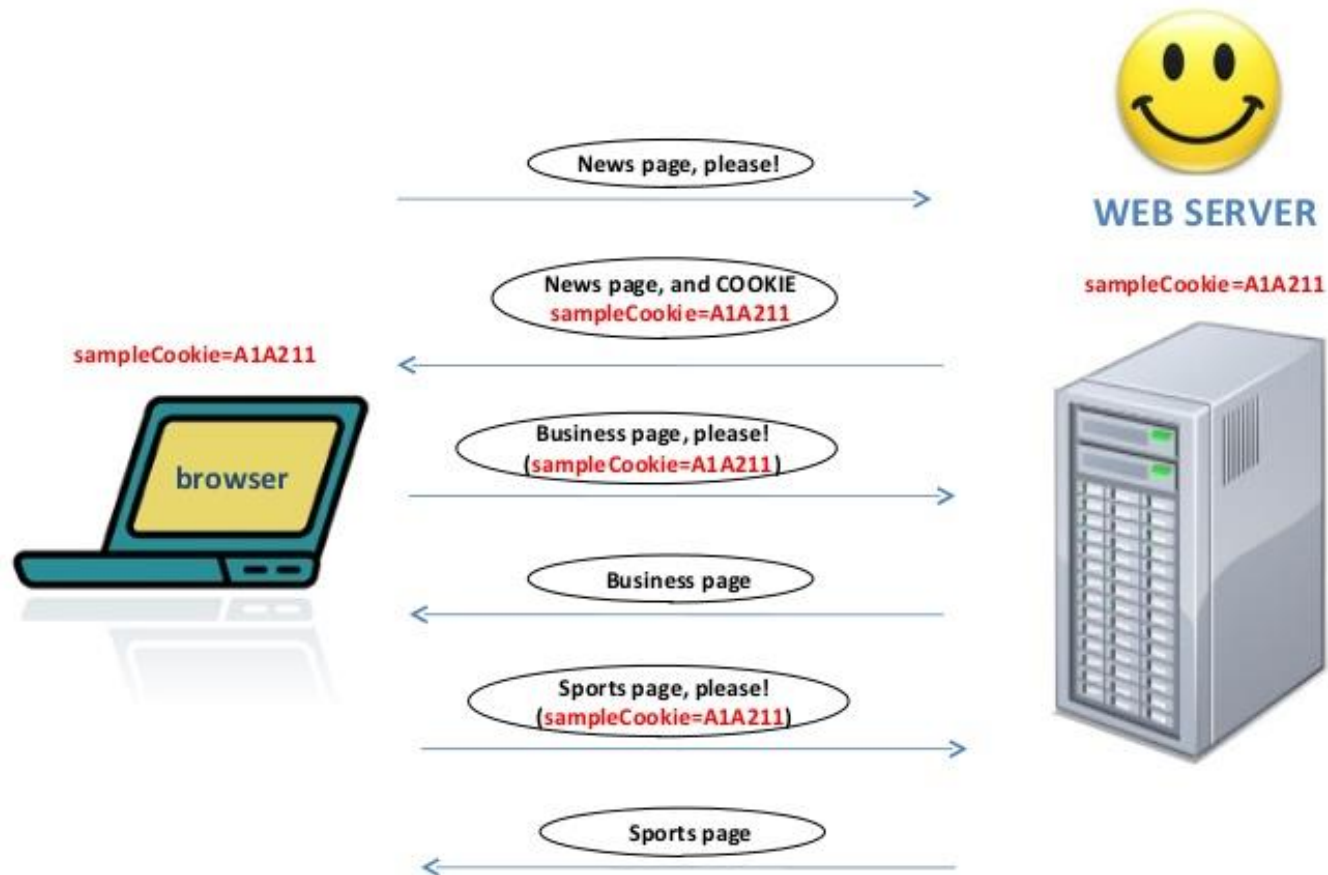 News page, please!
WEB SERVER
News page, and COOKIE
sampleCookie=A1A211
sampleCookie=A1A211
sampleCookie=A1A211
browser
Business page, please!
(sampleCookie=A1A211)
Business page
Sports page, please!
(sampleCookie=A1A211)
Sports page